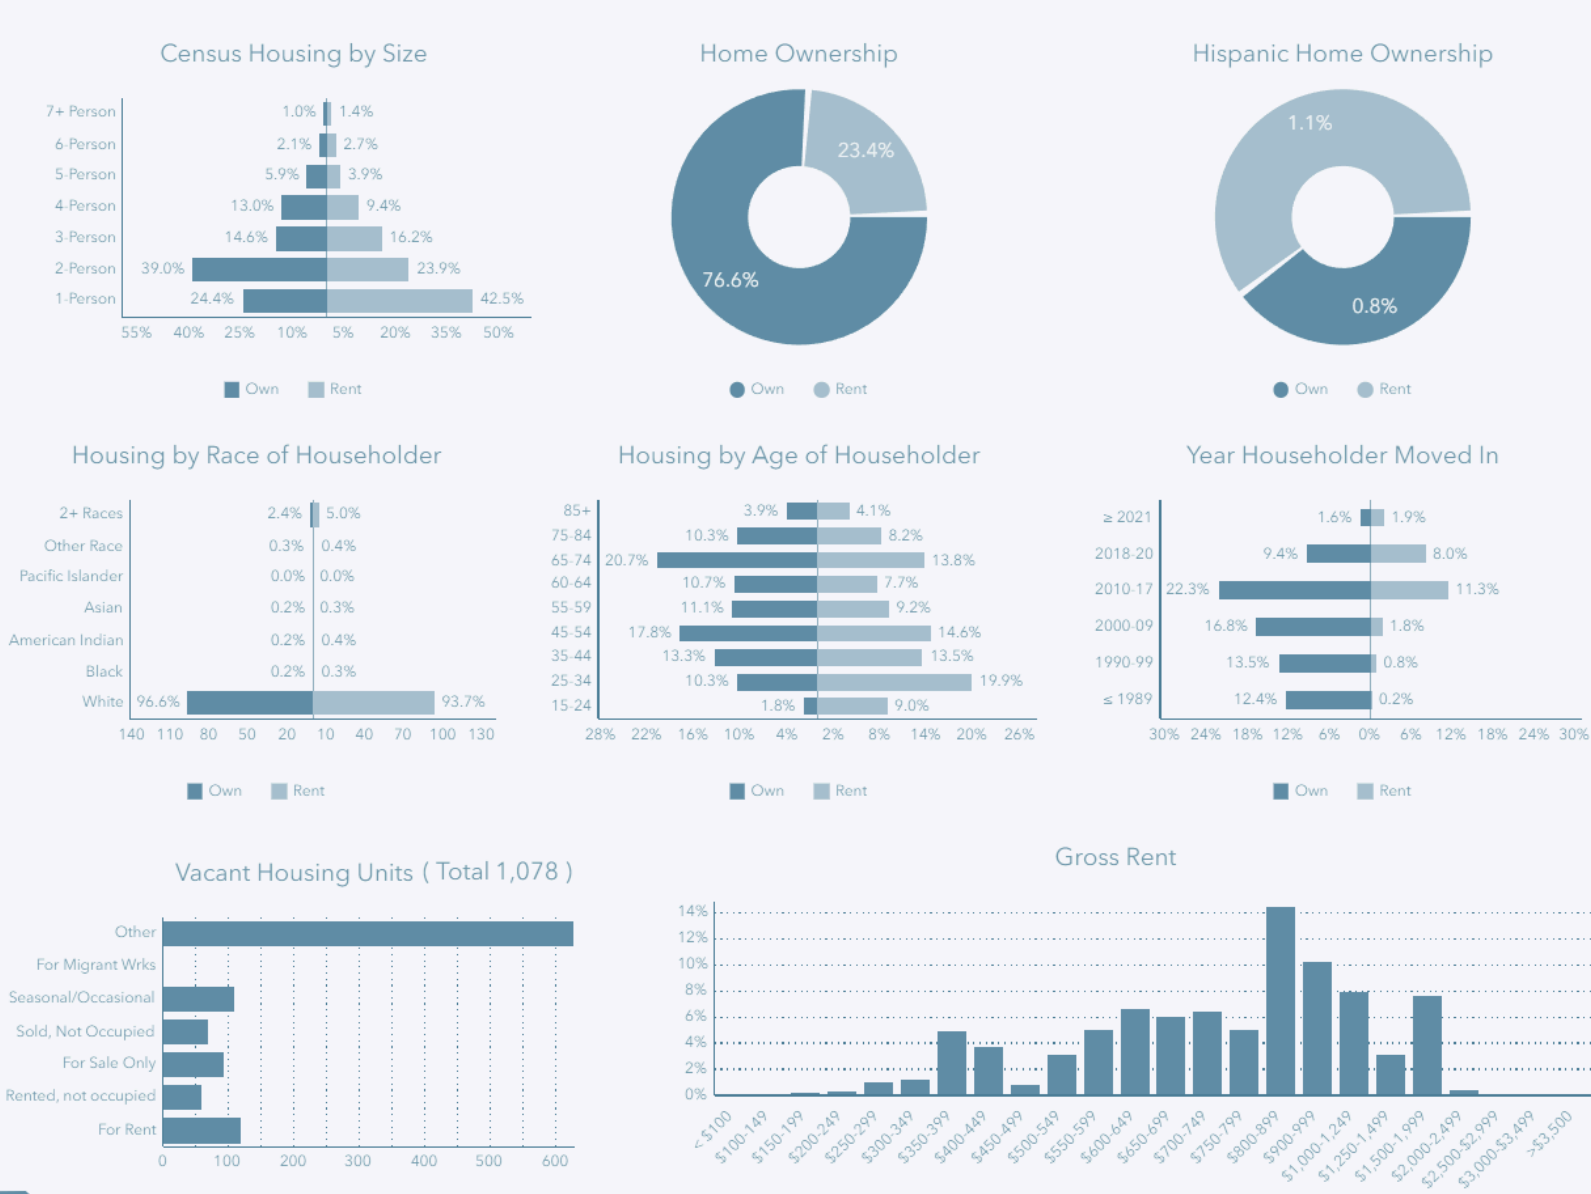 Census Housing by Size
7+ Person 1.0% 1.4%
6-Person 2.1% 2.7%
5-Person 5.9% 3.9%
4-Person 13.0% 9.4%
3-Person 14.6% 16.2%
2-Person 39.0% 23.9%
1-Person 24.4% 42.5%
55% 40% 25% 10% 5% 20% 35% 50%
Own Rent
Home Ownership
23.4%
76.6%
Own Rent
Hispanic Home Ownership
1.1%
0.8%
Own Rent
Housing by Race of Householder
2+ Races 2.4% 5.0%
Other Race 0.3% 0.4%
Pacific Islander 0.0% 0.0%
Asian 0.2% 0.3%
American Indian 0.2% 0.4%
Black 0.2% 0.3%
White 96.6% 93.7%
140 110 80 50 20 10 40 70 100 130
Own Rent
Housing by Age of Householder
85+ 3.9% 4.1%
75-84 10.3% 8.2%
65-74 20.7% 13.8%
60-64 10.7% 7.7%
55-59 11.1% 9.2%
45-54 17.8% 14.6%
35-44 13.3% 13.5%
25-34 10.3% 19.9%
15-24 1.8% 9.0%
28% 22% 16% 10% 4% 2% 8% 14% 20% 26%
Own Rent
Year Householder Moved In
≥ 2021 1.6% 1.9%
2018-20 9.4% 8.0%
2010-17 22.3% 11.3%
2000-09 16.8% 1.8%
1990-99 13.5% 0.8%
≤ 1989 12.4% 0.2%
30% 24% 18% 12% 6% 0% 6% 12% 18% 24% 30%
Own Rent
Vacant Housing Units ( Total 1,078 )
Other
For Migrant Wrks
Seasonal/Occasional
Sold, Not Occupied
For Sale Only
Rented, not occupied
For Rent
0 100 200 300 400 500 600
Gross Rent
14%
12%
10%
8%
6%
4%
2%
0%
< $100 $100-149 $150-199 $200-249 $250-299 $300-349 $350-399 $400-449 $450-499 $500-549 $550-599 $600-649 $650-699 $700-749 $750-799 $800-899 $900-999 $1,000-1,249 $1,250-1,499 $1,500-1,999 $2,000-2,499 $2,500-$2,999 $3,000-$3,499 >$3,500